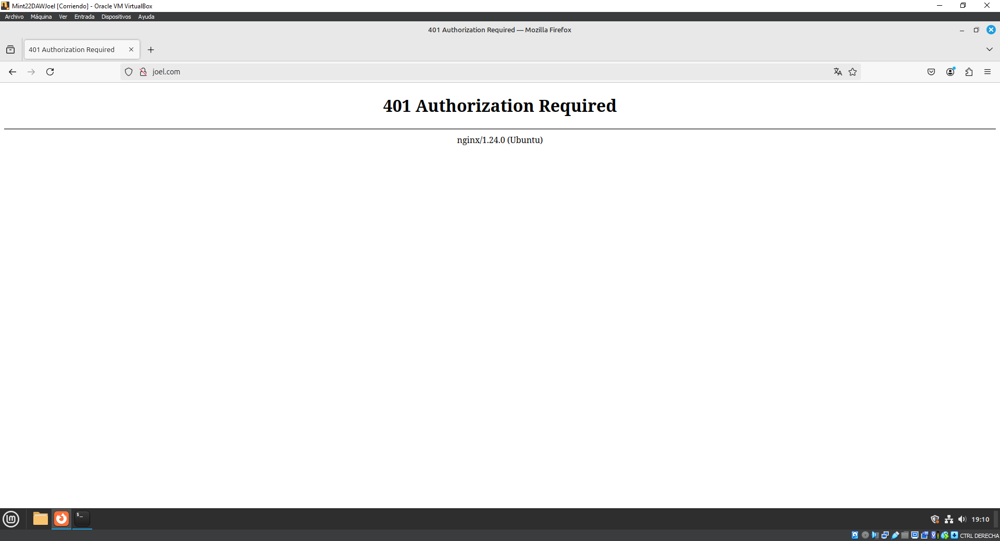 Mint22DAWJoel [Corriendo] - Oracle VM VirtualBox
Archivo Máquina Ver Entrada Dispositivos Ayuda
401 Authorization Required — Mozilla Firefox
401 Authorization Required
joel.com
401 Authorization Required
nginx/1.24.0 (Ubuntu)
19:10
CTRL DERECHA